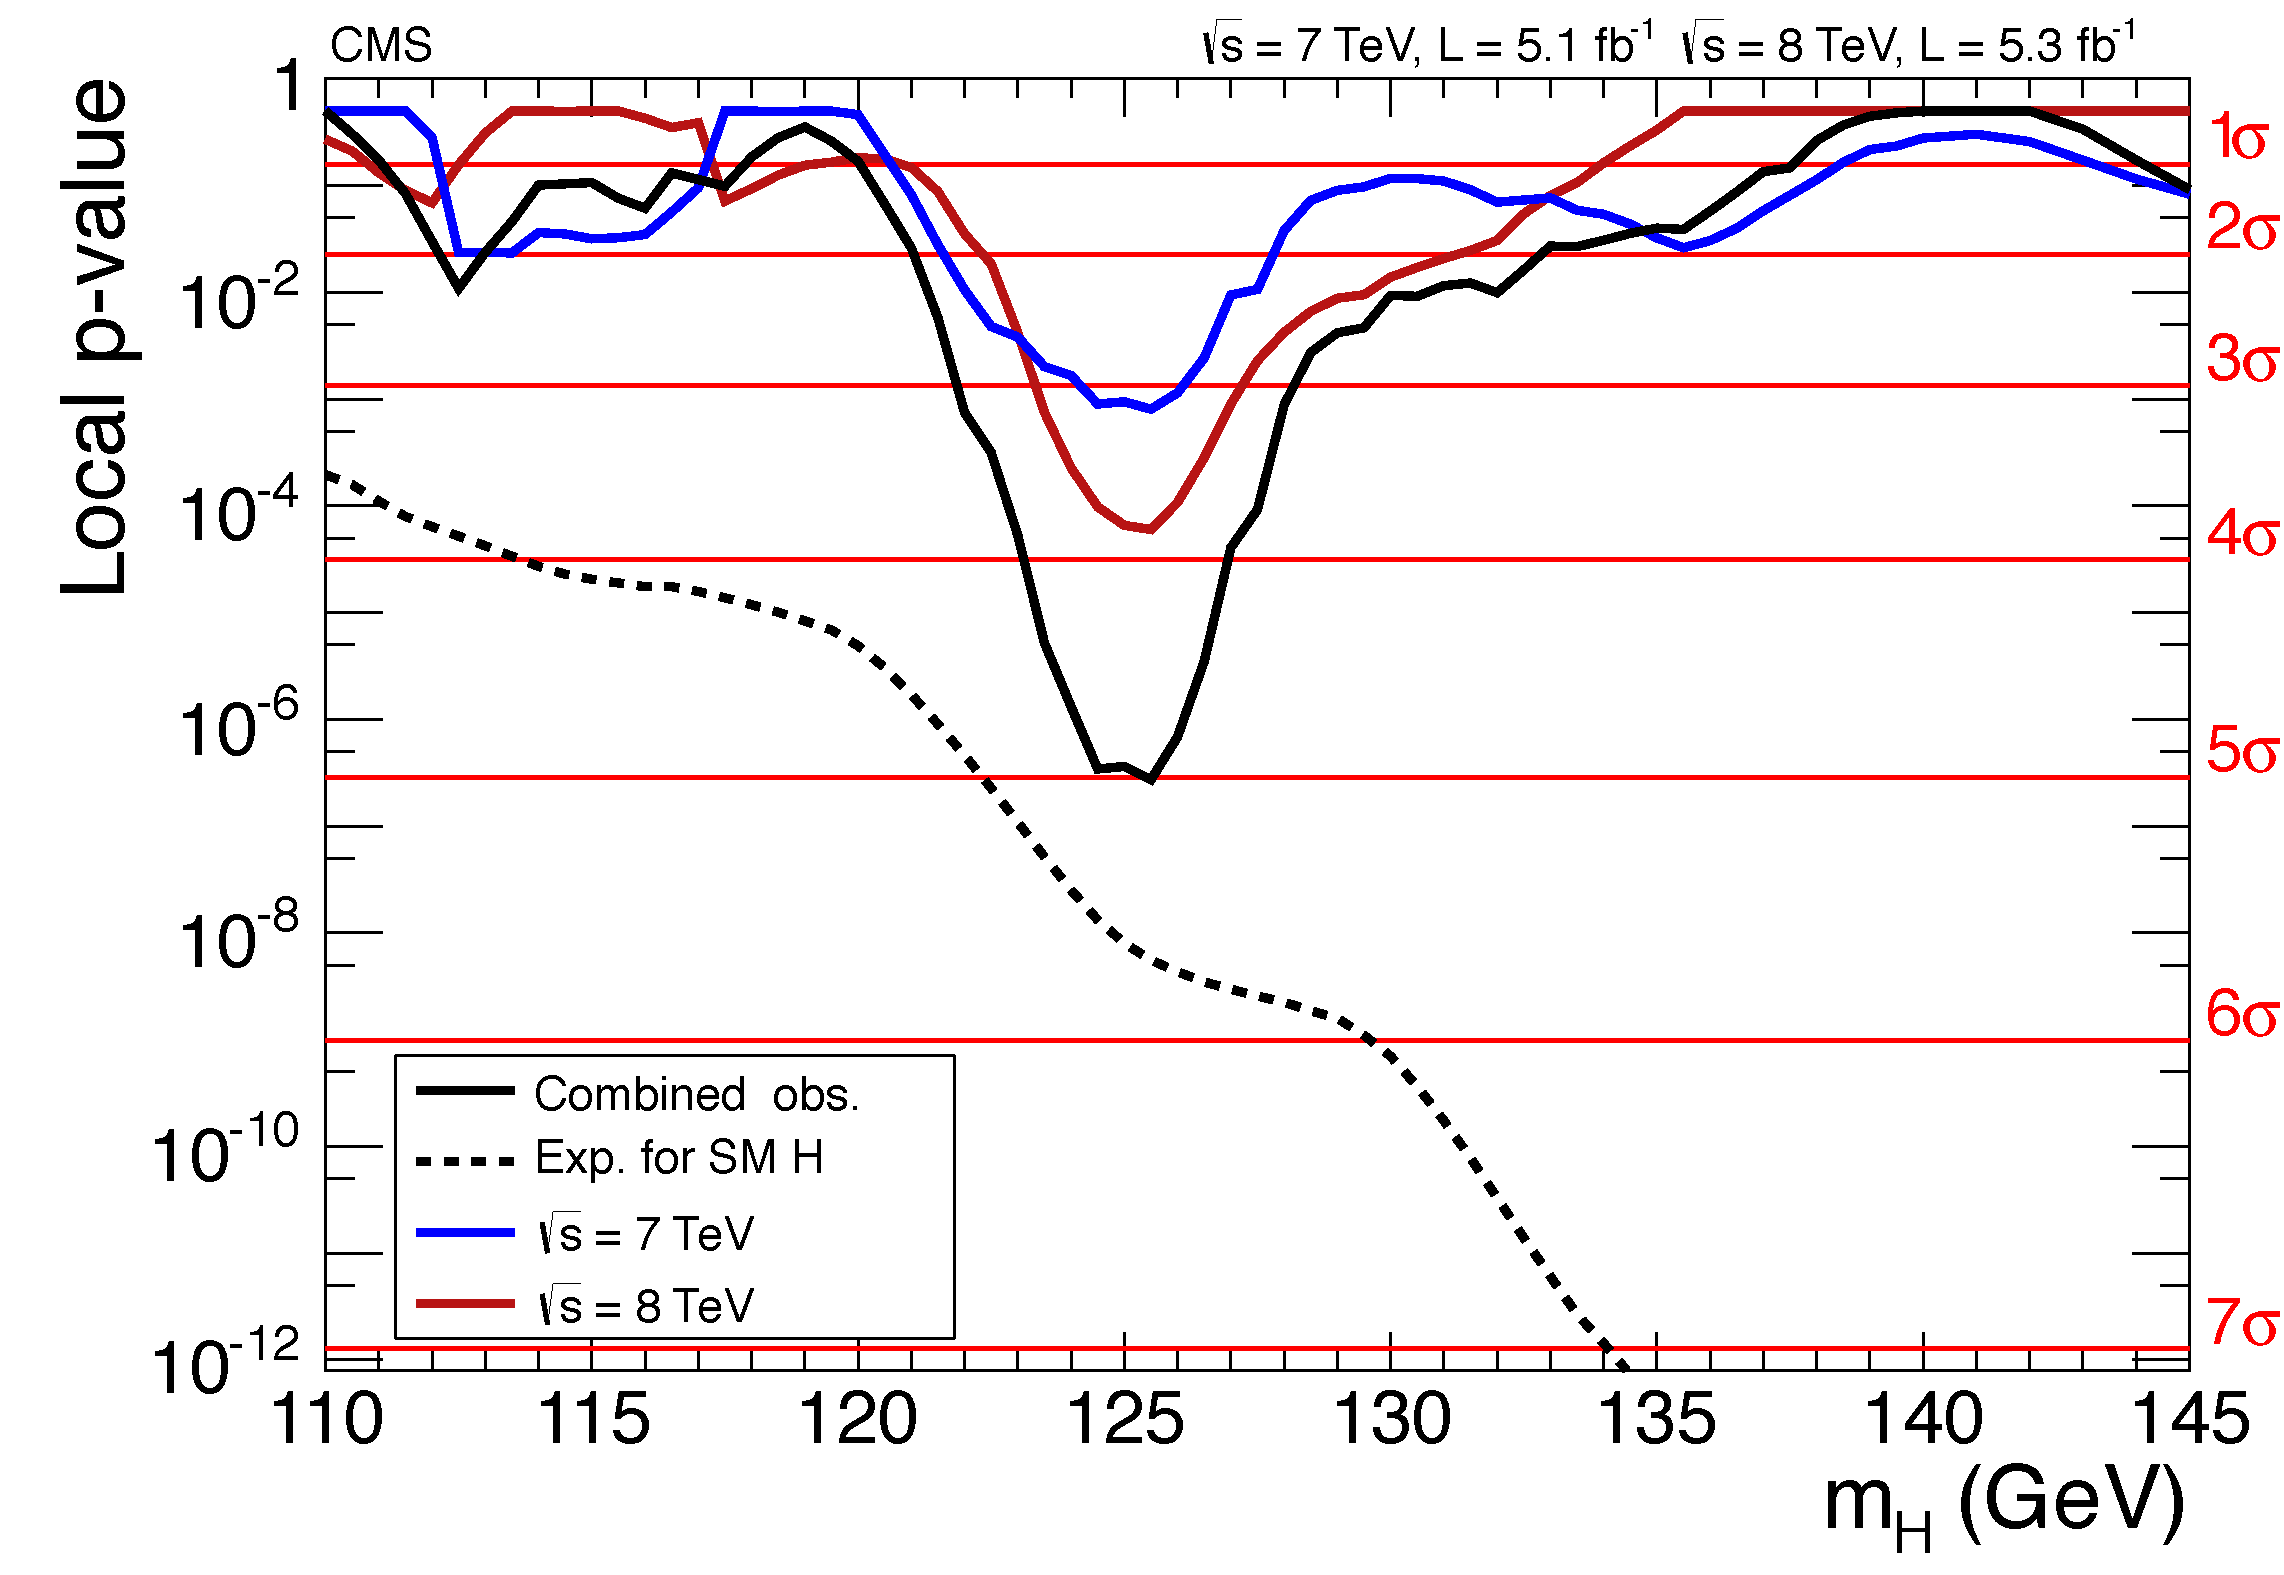 CMS √s = 7 TeV, L = 5.1 fb⁻¹ √s = 8 TeV, L = 5.3 fb⁻¹
Local p-value
1
10⁻²
10⁻⁴
10⁻⁶
10⁻⁸
10⁻¹⁰
10⁻¹²
1σ
2σ
3σ
4σ
5σ
6σ
7σ
Combined obs.
Exp. for SM H
√s = 7 TeV
√s = 8 TeV
110 115 120 125 130 135 140 145
m_H (GeV)